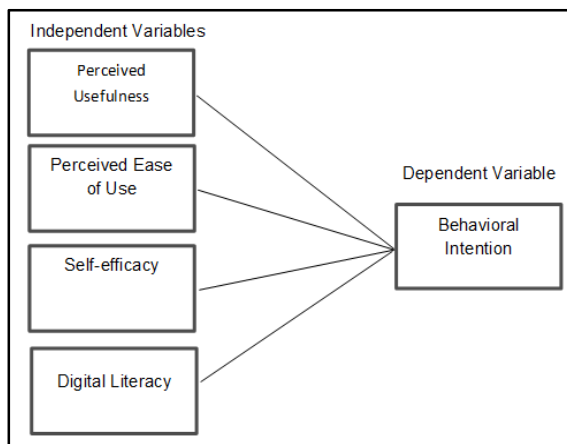 Independent Variables
Perceived
Usefulness
Perceived Ease
of Use
Self-efficacy
Digital Literacy
Dependent Variable
Behavioral
Intention